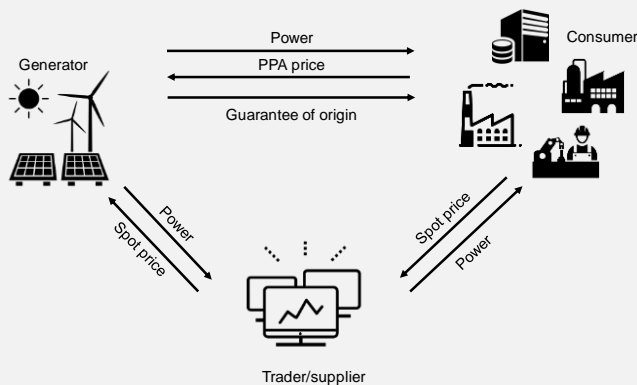 Power
Consumer
Generator
PPA price
Guarantee of origin
Power
Spot price
Spot price
Power
Trader/supplier